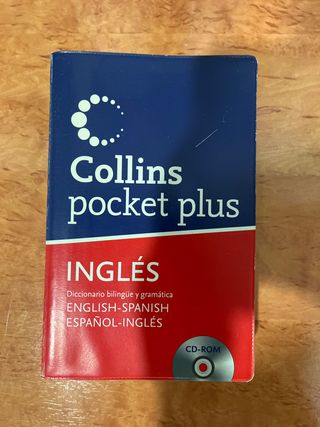 Collins
pocket plus
INGLÉS
Diccionario bilingüe y gramática
ENGLISH-SPANISH
ESPAÑOL-INGLÉS
CD-ROM